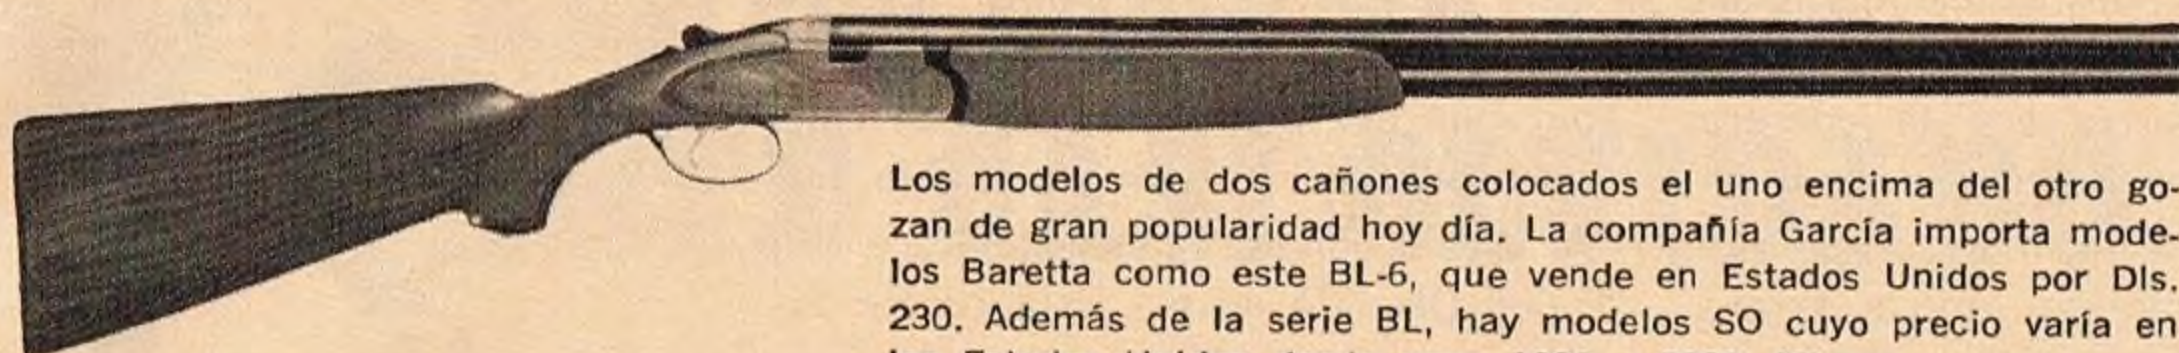 Los modelos de dos cañones colocados el uno encima del otro go-
zan de gran popularidad hoy día. La compañía García importa mode-
los Baretta como este BL-6, que vende en Estados Unidos por Dls.
230. Además de la serie BL, hay modelos SO cuyo precio varía en